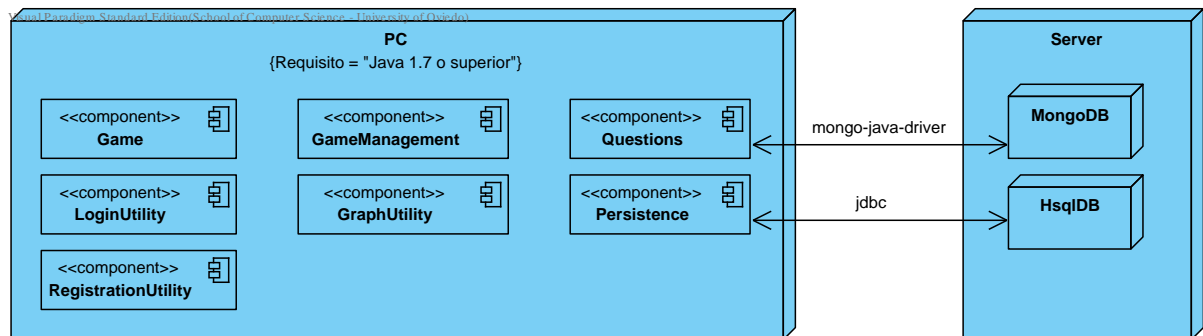 Visual Paradigm Standard Edition(School of Computer Science - University of Oviedo)
PC
{Requisito = "Java 1.7 o superior"}
<<component>>
Game
<<component>>
GameManagement
<<component>>
Questions
<<component>>
LoginUtility
<<component>>
GraphUtility
<<component>>
Persistence
<<component>>
RegistrationUtility
mongo-java-driver
jdbc
Server
MongoDB
HsqlDB